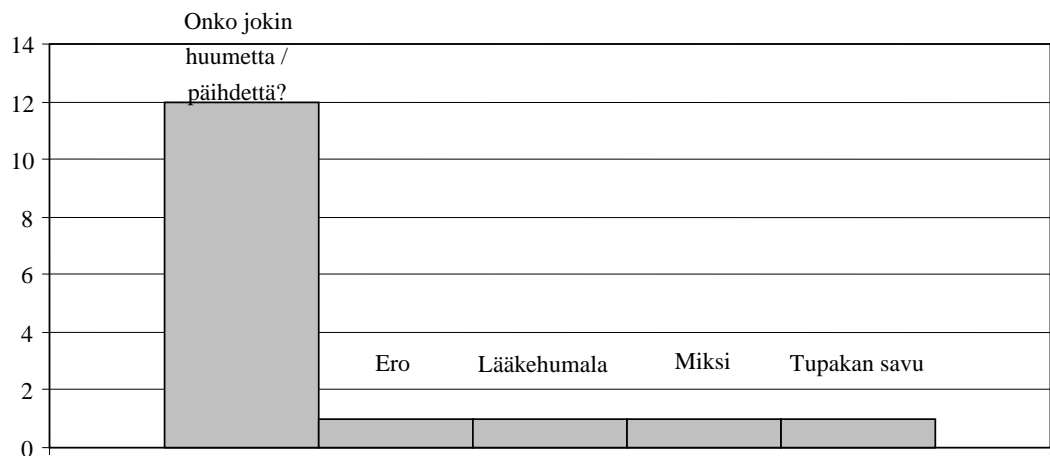 Onko jokin
huumetta /
päihdettä?
14
12
10
8
6
4
2
0
Ero
Lääkehumala
Miksi
Tupakan savu